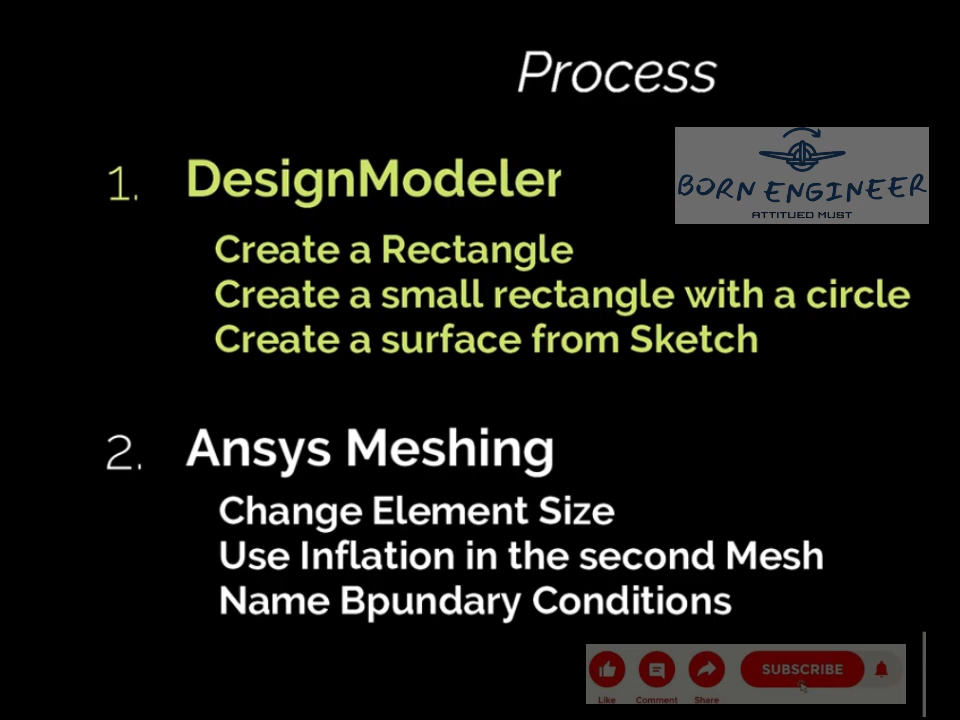 Process
BORN ENGINEER
ATTITUED MUST
1. DesignModeler
Create a Rectangle
Create a small rectangle with a circle
Create a surface from Sketch
2. Ansys Meshing
Change Element Size
Use Inflation in the second Mesh
Name Bpundary Conditions
SUBSCRIBE
Like Comment Share